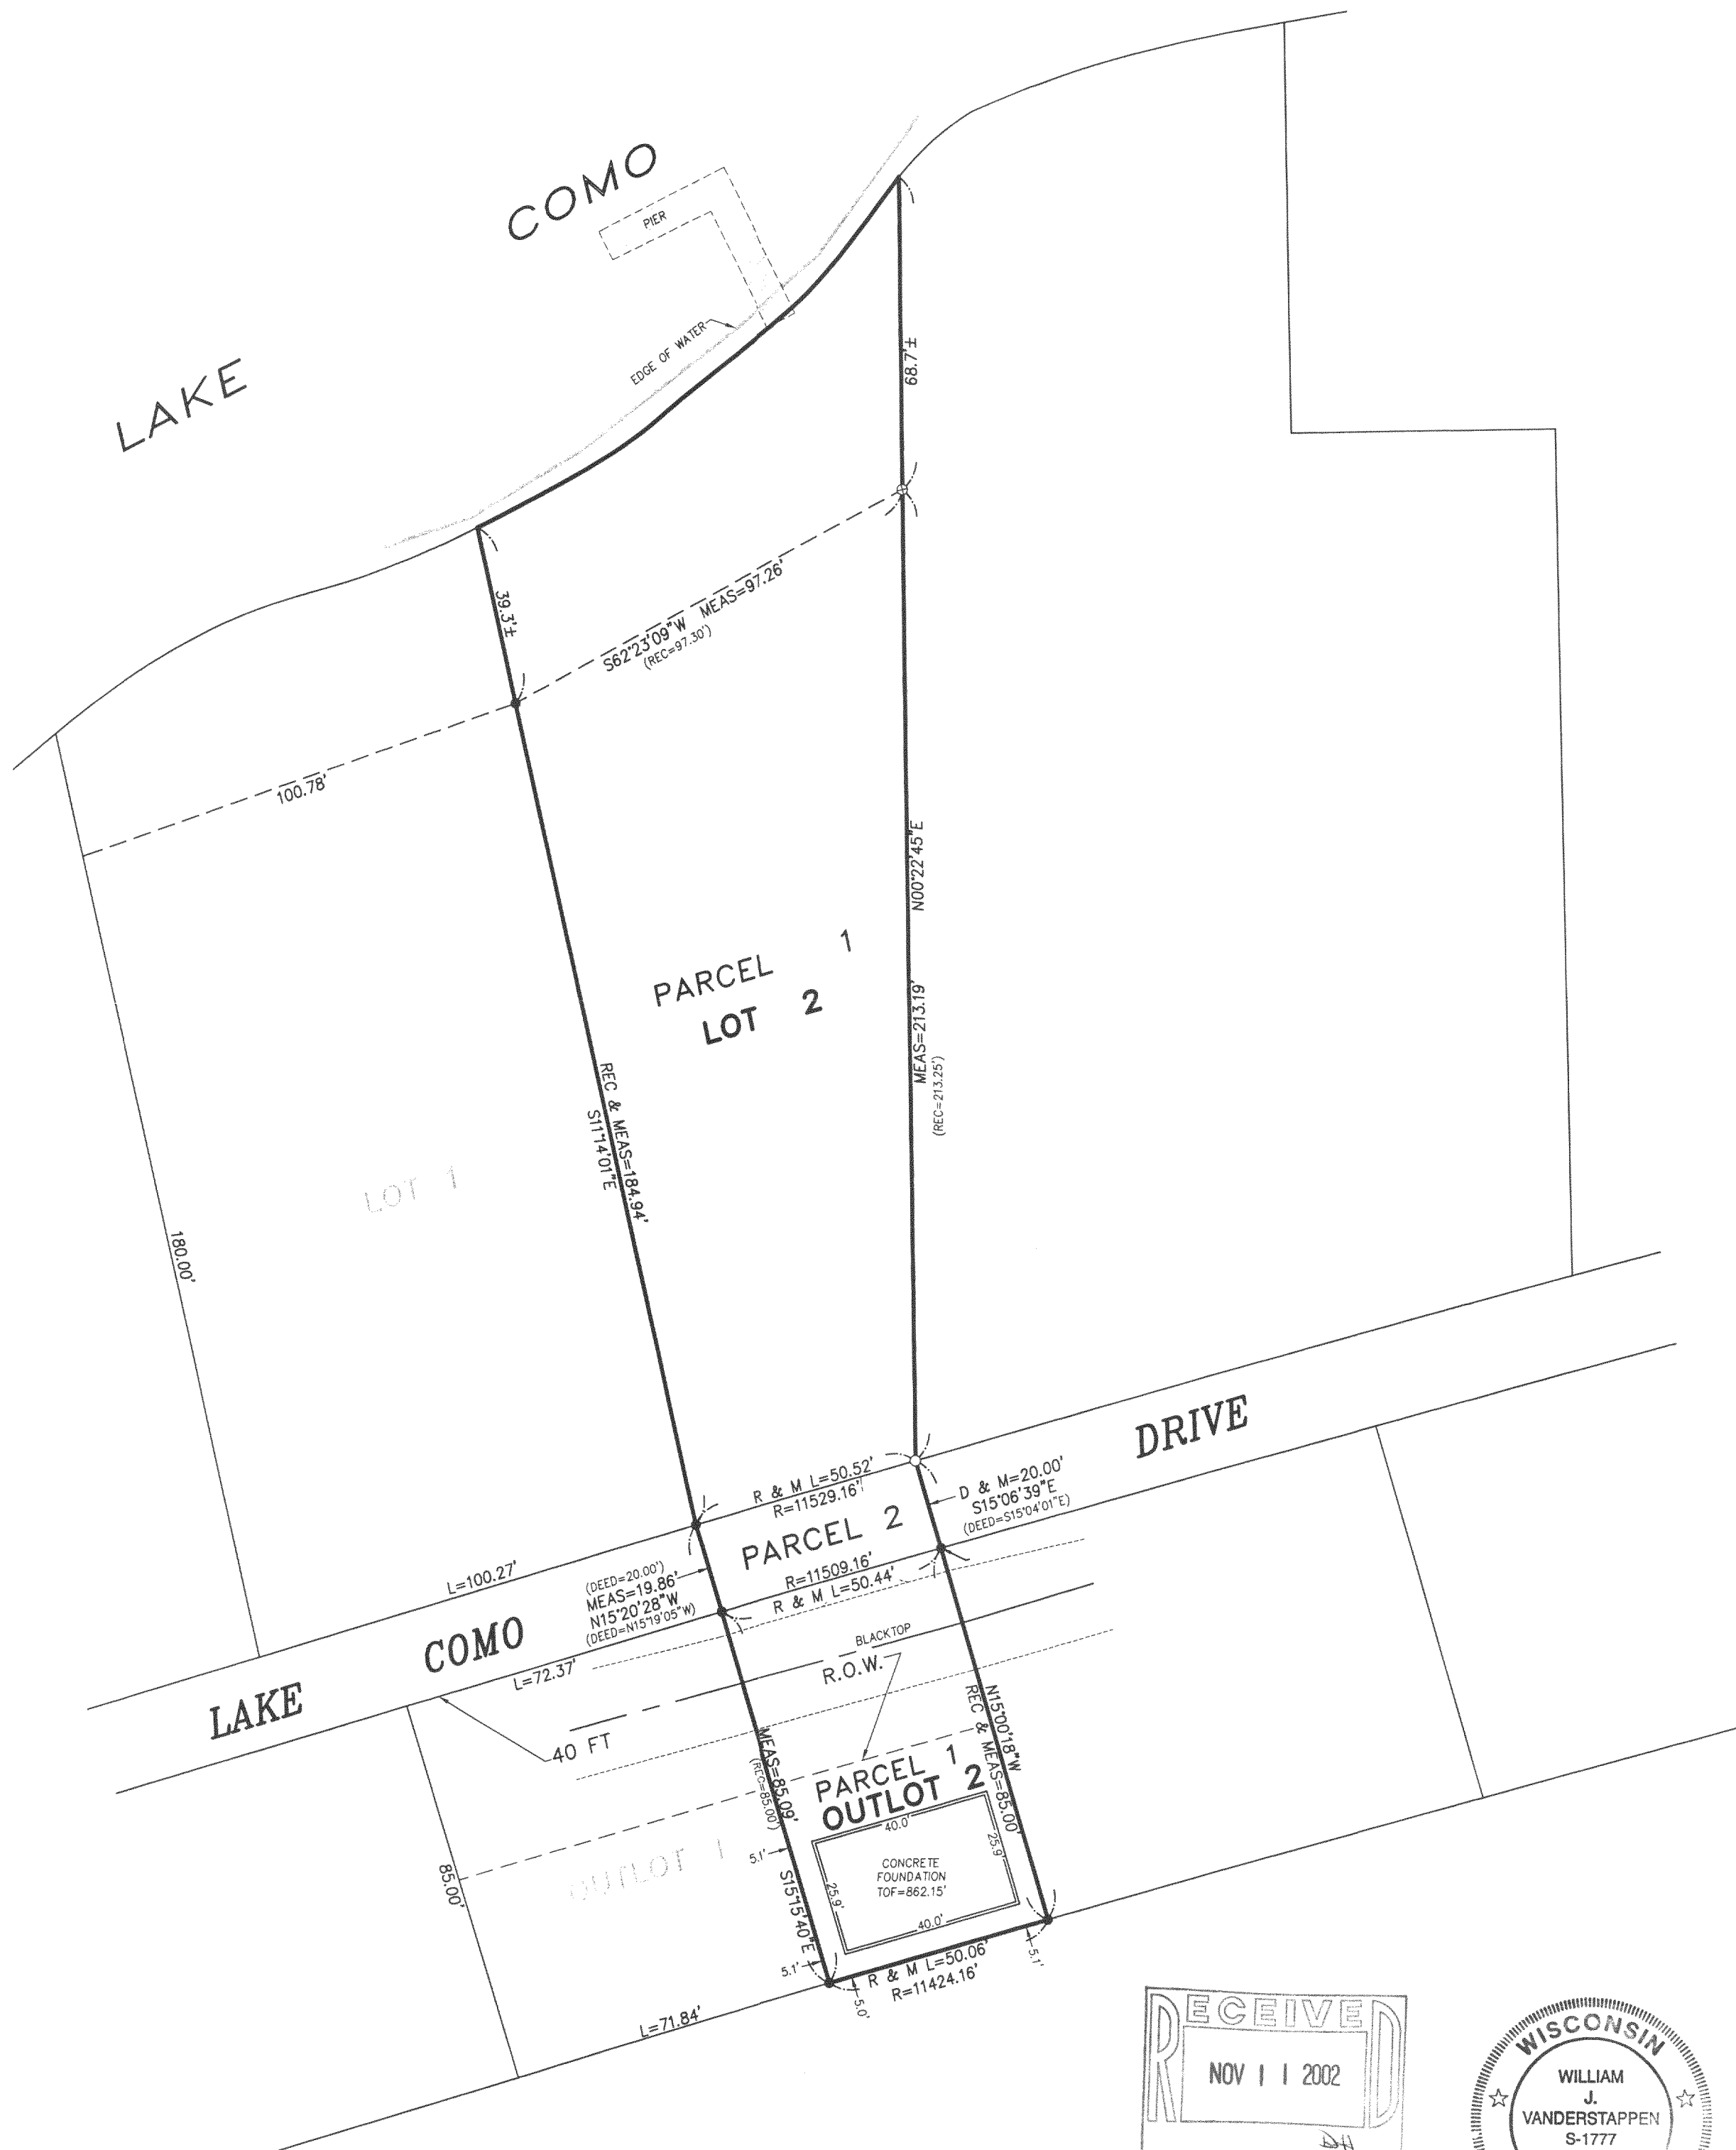 COMO
PIER
LAKE
EDGE OF WATER
68.7'±
39.3'±
S62°23'09"W MEAS=97.26'
(REC=97.30')
100.78'
N00°22'45"E
MEAS=213.19'
(REC=213.25')
PARCEL 1
LOT 2
REC & MEAS=184.94'
S11°14'01"E
LOT 1
180.00'
DRIVE
R & M L=50.52'
R=11529.16'
D & M=20.00'
S15°06'39"E
(DEED=S15°04'01"E)
PARCEL 2
R=11509.16'
R & M L=50.44'
L=100.27'
(DEED=20.00')
MEAS=19.86'
N15°20'28"W
(DEED=N15°19'05"W)
COMO
L=72.37'
BLACKTOP
R.O.W.
LAKE
40 FT
N15°00'18"W
REC & MEAS=85.00'
MEAS=85.09'
(REC=85.00')
S15°15'40"E
PARCEL 1
OUTLOT 2
40.0'
25.9'
CONCRETE
FOUNDATION
TOF=862.15'
25.9'
40.0'
5.1'
OUTLOT 1
85.00'
5.1'
5.1'
5.0'
R & M L=50.06'
R=11424.16'
L=71.84'
RECEIVED
NOV 11 2002
WISCONSIN
WILLIAM
J.
VANDERSTAPPEN
S-1777